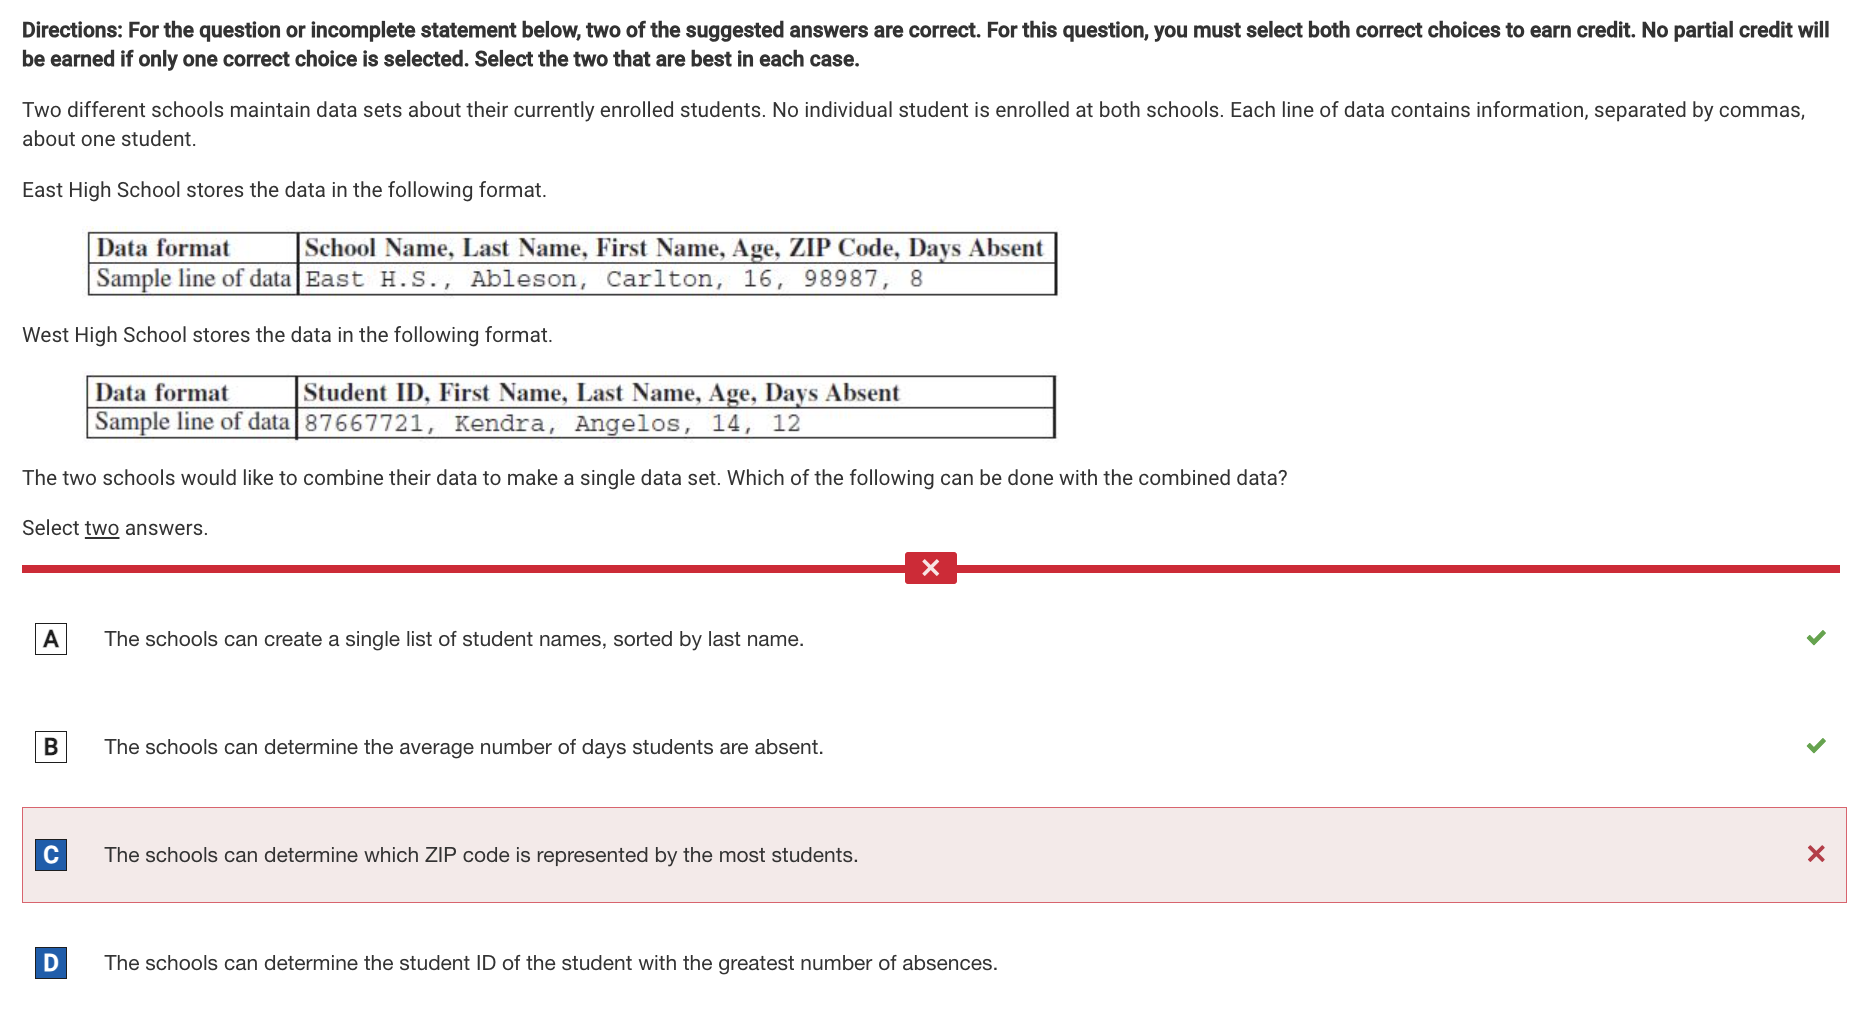 Directions: For the question or incomplete statement below, two of the suggested answers are correct. For this question, you must select both correct choices to earn credit. No partial credit will
be earned if only one correct choice is selected. Select the two that are best in each case.
Two different schools maintain data sets about their currently enrolled students. No individual student is enrolled at both schools. Each line of data contains information, separated by commas,
about one student.
East High School stores the data in the following format.
Data format School Name, Last Name, First Name, Age, ZIP Code, Days Absent
Sample line of data East H.S., Ableson, Carlton, 16, 98987, 8
West High School stores the data in the following format.
Data format Student ID, First Name, Last Name, Age, Days Absent
Sample line of data 87667721, Kendra, Angelos, 14, 12
The two schools would like to combine their data to make a single data set. Which of the following can be done with the combined data?
Select two answers.
A The schools can create a single list of student names, sorted by last name.
B The schools can determine the average number of days students are absent.
C The schools can determine which ZIP code is represented by the most students.
D The schools can determine the student ID of the student with the greatest number of absences.